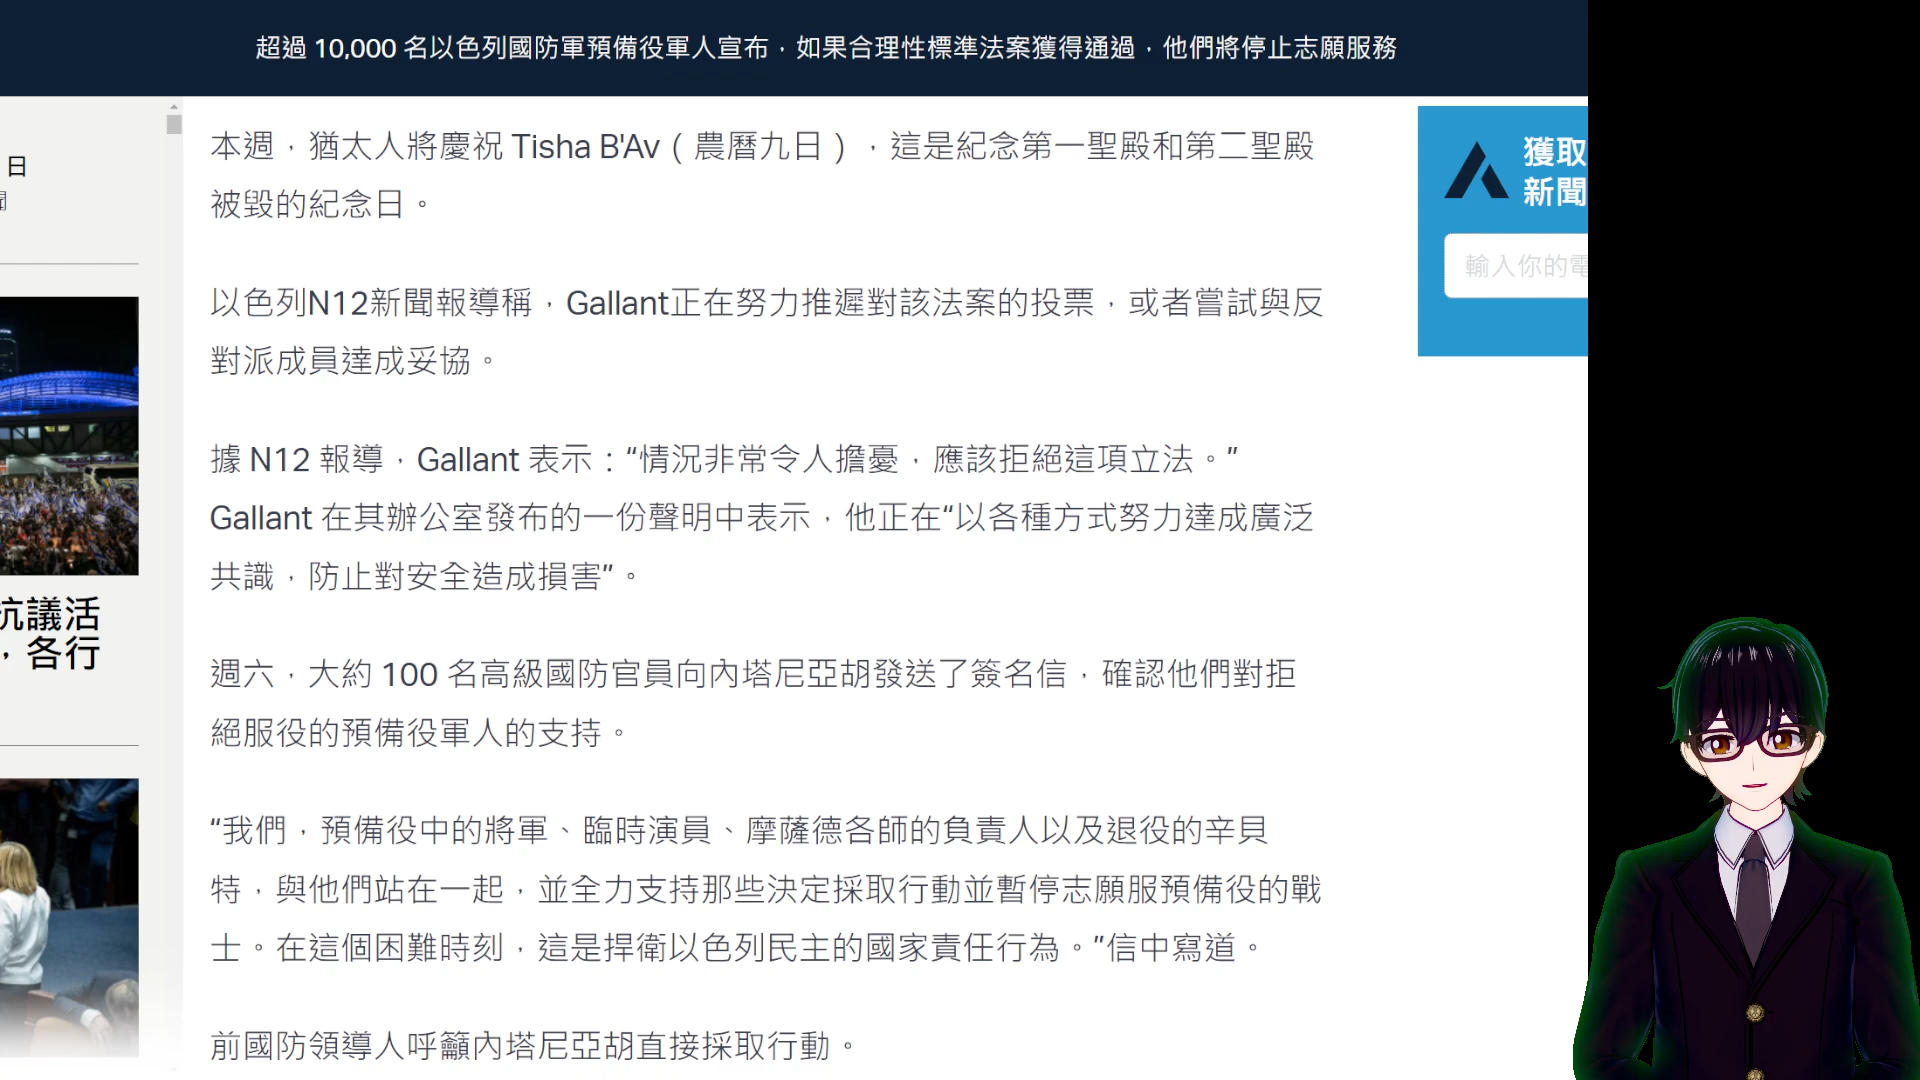 超過 10,000 名以色列國防軍預備役軍人宣布，如果合理性標準法案獲得通過，他們將停止志願服務
日
聞
抗議活
，各行
本週，猶太人將慶祝 Tisha B'Av（農曆九日），這是紀念第一聖殿和第二聖殿
被毀的紀念日。
以色列N12新聞報導稱，Gallant正在努力推遲對該法案的投票，或者嘗試與反
對派成員達成妥協。
據 N12 報導，Gallant 表示：“情況非常令人擔憂，應該拒絕這項立法。”
Gallant 在其辦公室發布的一份聲明中表示，他正在“以各種方式努力達成廣泛
共識，防止對安全造成損害”。
週六，大約 100 名高級國防官員向內塔尼亞胡發送了簽名信，確認他們對拒
絕服役的預備役軍人的支持。
“我們，預備役中的將軍、臨時演員、摩薩德各師的負責人以及退役的辛貝
特，與他們站在一起，並全力支持那些決定採取行動並暫停志願服預備役的戰
士。在這個困難時刻，這是捍衛以色列民主的國家責任行為。”信中寫道。
前國防領導人呼籲內塔尼亞胡直接採取行動。
獲取
新聞
輸入你的電